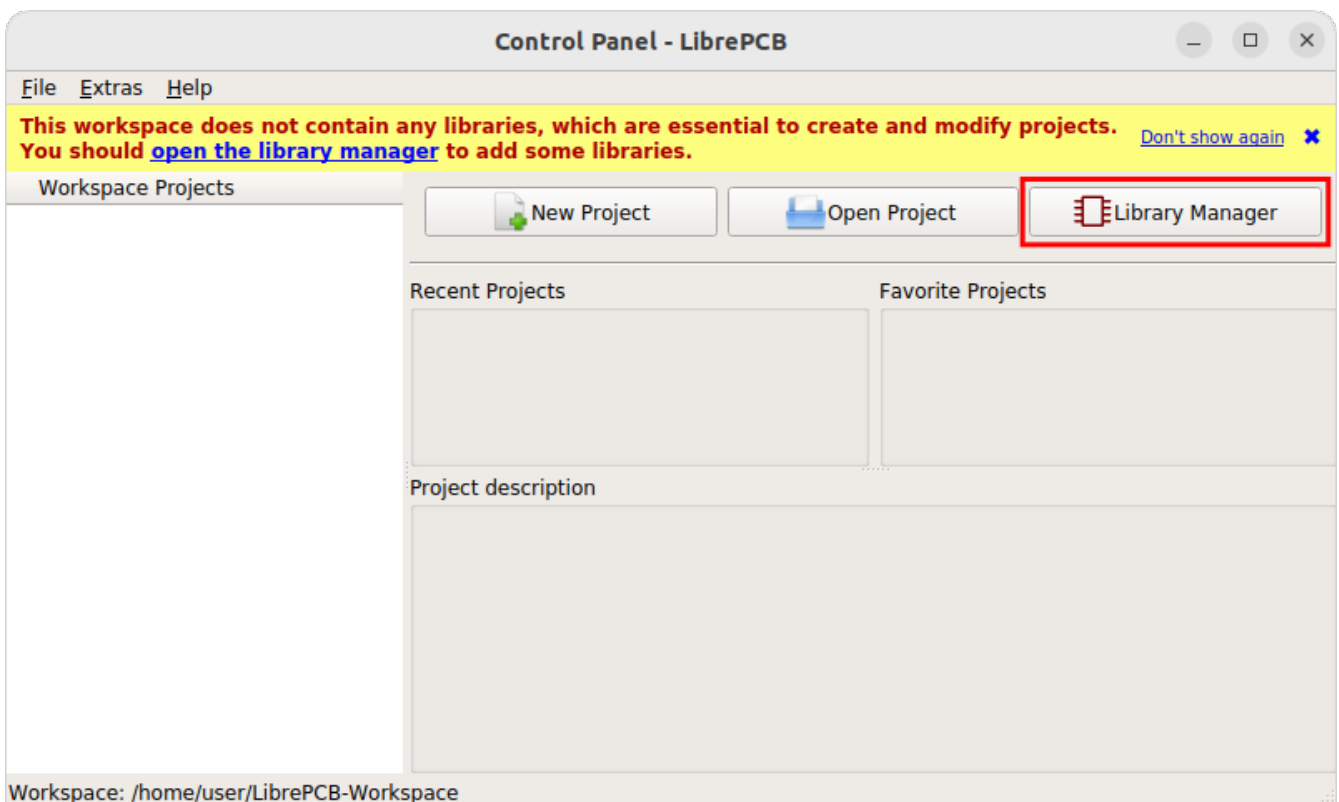 Control Panel - LibrePCB
File Extras Help
This workspace does not contain any libraries, which are essential to create and modify projects.
You should open the library manager to add some libraries.
Don't show again
Workspace Projects
New Project
Open Project
Library Manager
Recent Projects
Favorite Projects
Project description
Workspace: /home/user/LibrePCB-Workspace